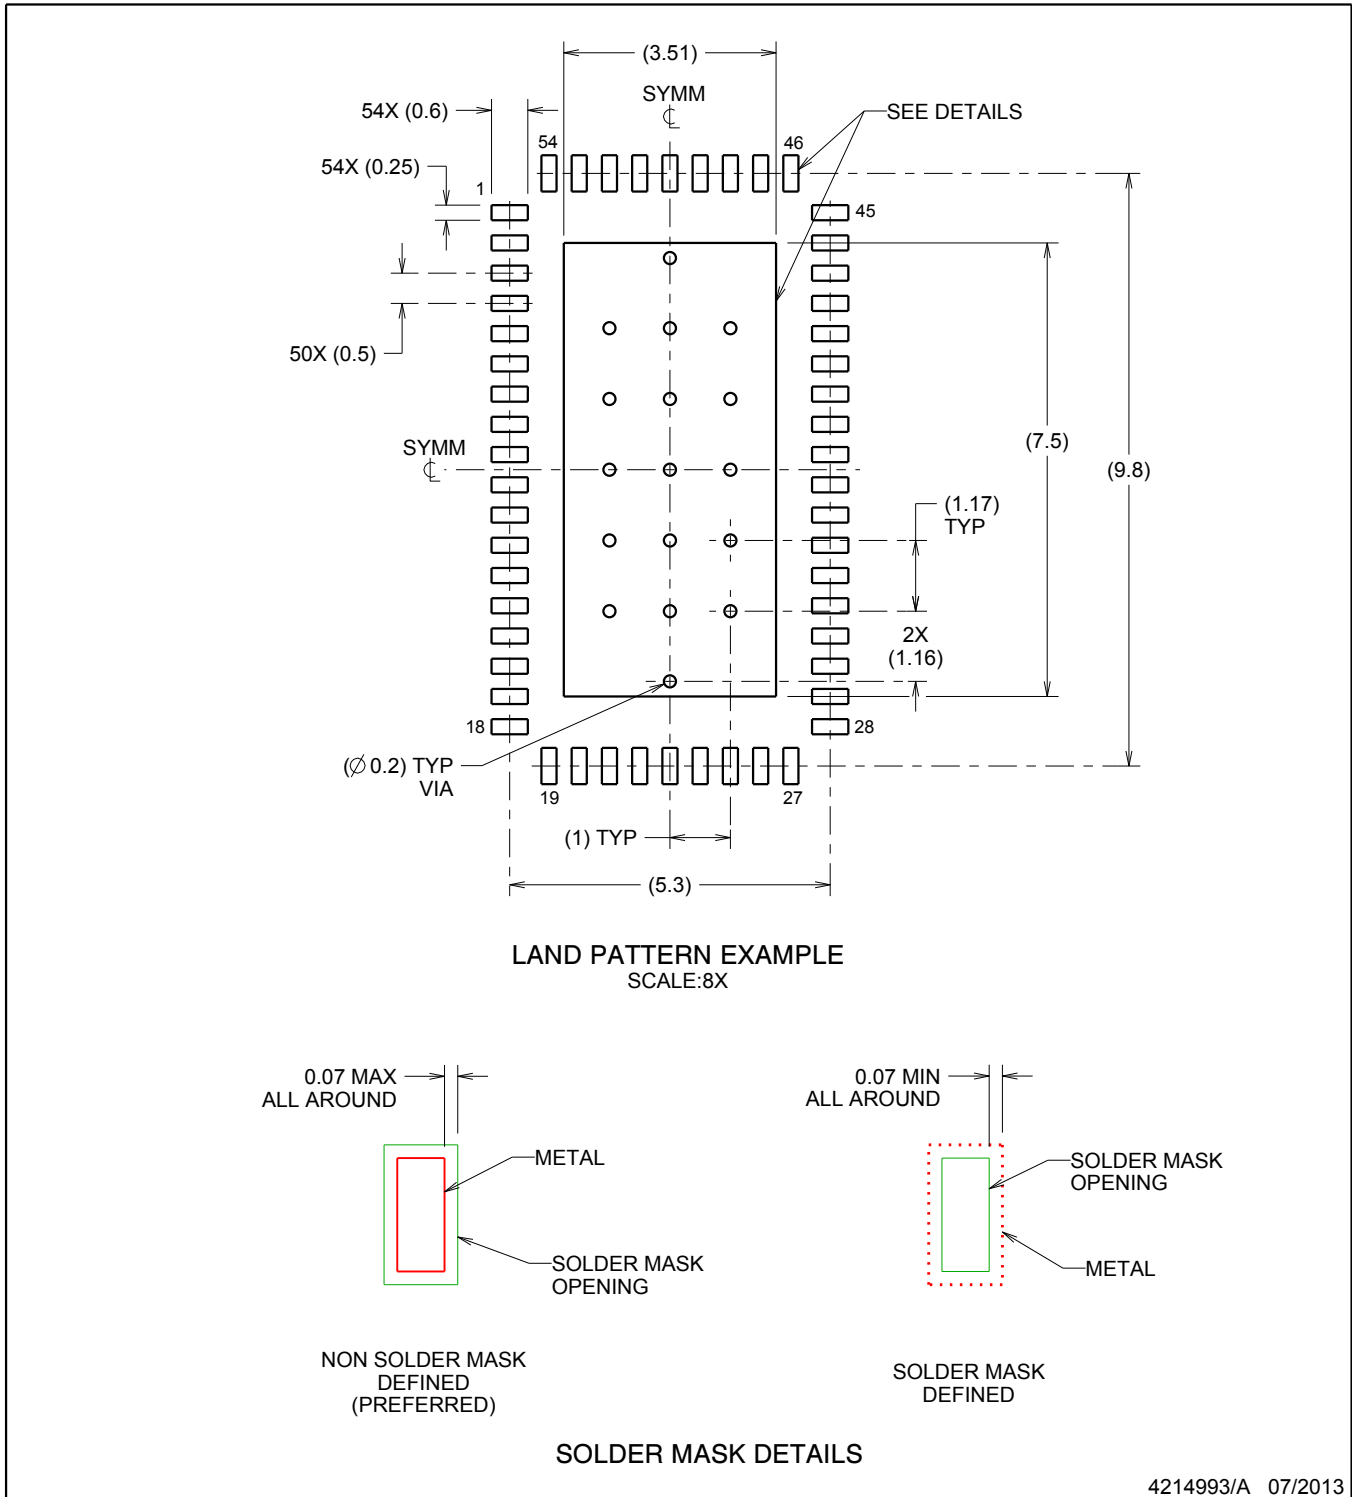 (3.51)
SYMM
℄
54X (0.6)
SEE DETAILS
54
46
54X (0.25)
1
45
50X (0.5)
(7.5)
SYMM
℄
(9.8)
(1.17)
TYP
2X
(1.16)
18
28
(∅ 0.2) TYP
VIA
19
27
(1) TYP
(5.3)
LAND PATTERN EXAMPLE
SCALE:8X
0.07 MAX
ALL AROUND
METAL
SOLDER MASK
OPENING
NON SOLDER MASK
DEFINED
(PREFERRED)
0.07 MIN
ALL AROUND
SOLDER MASK
OPENING
METAL
SOLDER MASK
DEFINED
SOLDER MASK DETAILS
4214993/A 07/2013